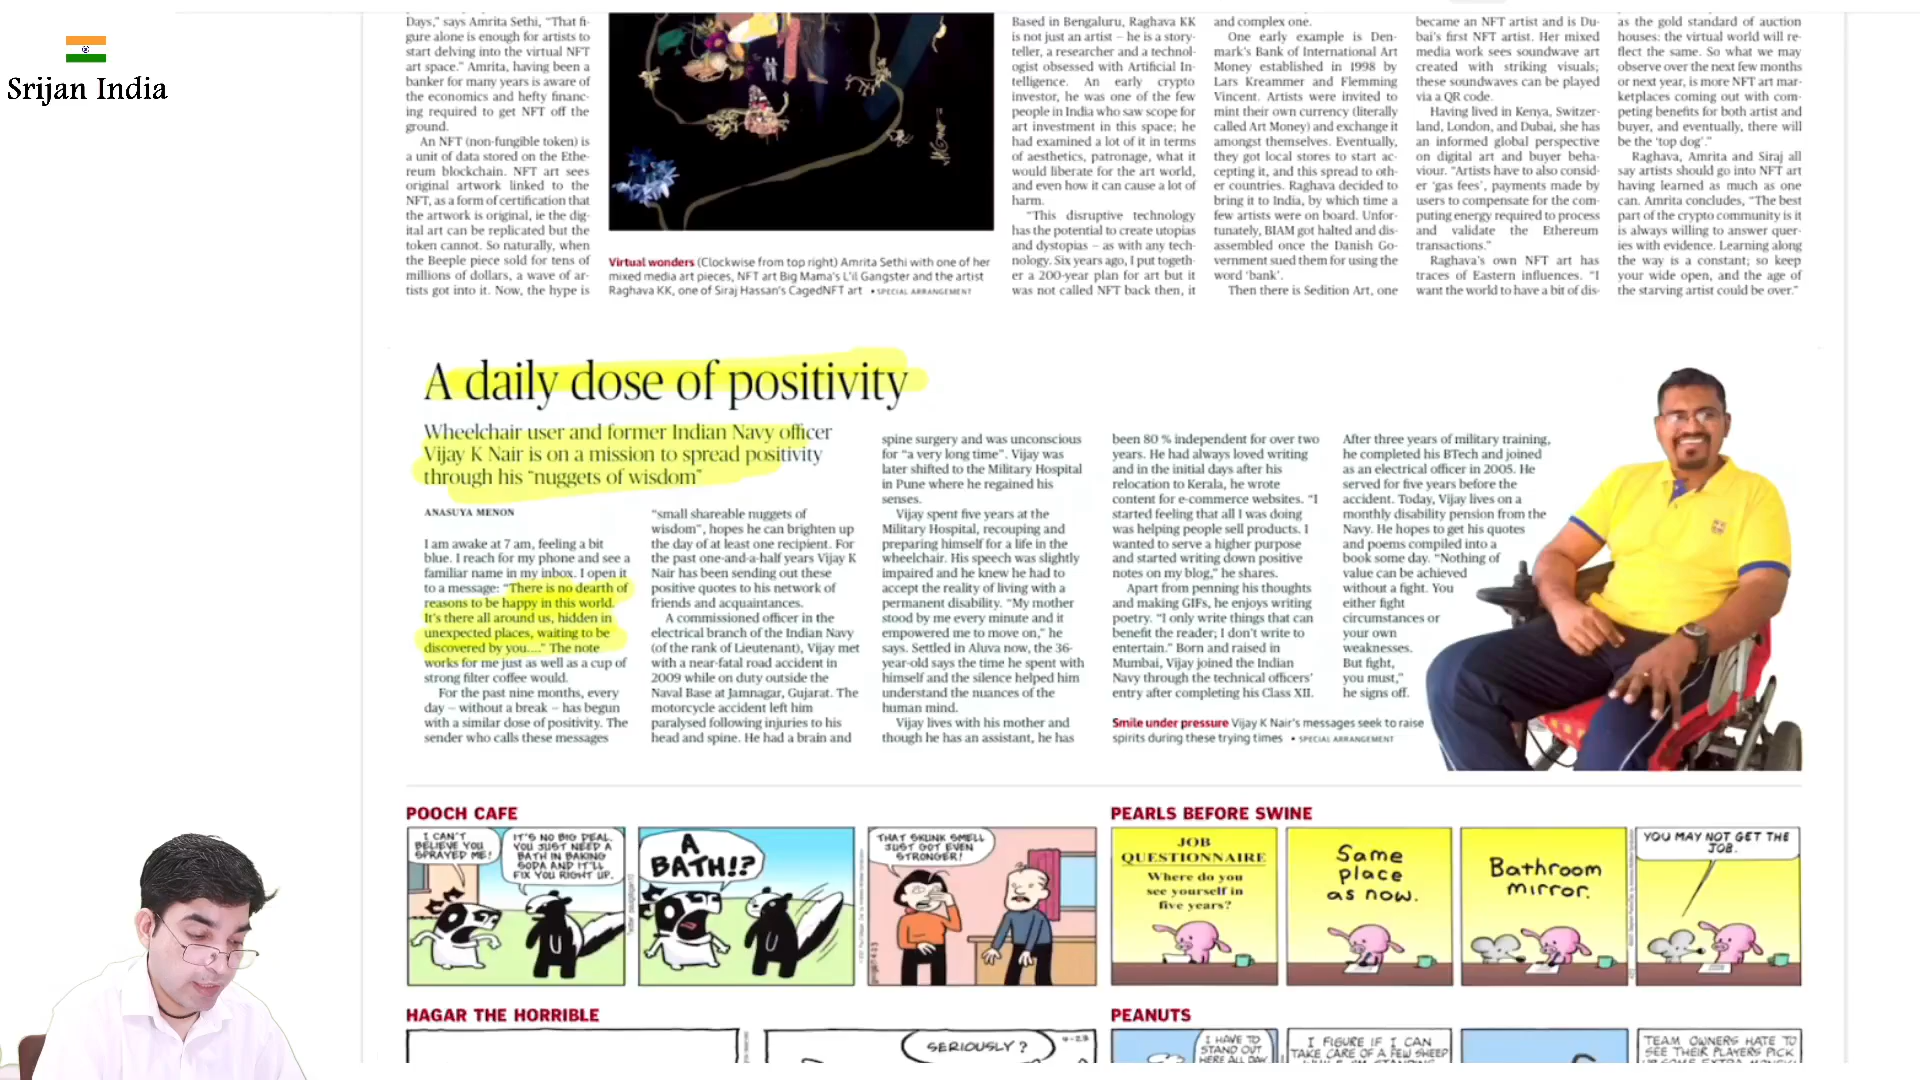 Srijan India
Days,” says Amrita Sethi, “That fi-
gure alone is enough for artists to
start delving into the virtual NFT
art space.” Amrita, having been a
banker for many years is aware of
the economics and hefty financ-
ing required to get NFT off the
ground.
An NFT (non-fungible token) is
a unit of data stored on the Ethe-
reum blockchain. NFT art sees
original artwork linked to the
NFT, as a form of certification that
the artwork is original, ie the dig-
ital art can be replicated but the
token cannot. So naturally, when
the Beeple piece sold for tens of
millions of dollars, a wave of ar-
tists got into it. Now, the hype is
Virtual wonders (Clockwise from top right) Amrita Sethi with one of her
mixed media art pieces, NFT art Big Mama's L'il Gangster and the artist
Raghava KK, one of Siraj Hassan's CagedNFT art • SPECIAL ARRANGEMENT
Based in Bengaluru, Raghava KK
is not just an artist – he is a story-
teller, a researcher and a technol-
ogist obsessed with Artificial In-
telligence. An early crypto
investor, he was one of the few
people in India who saw scope for
art investment in this space; he
had examined a lot of it in terms
of aesthetics, patronage, what it
would liberate for the art world,
and even how it can cause a lot of
harm.
“This disruptive technology
has the potential to create utopias
and dystopias – as with any tech-
nology. Six years ago, I put togeth-
er a 200-year plan for art but it
was not called NFT back then, it
and complex one.
One early example is Den-
mark's Bank of International Art
Money established in 1998 by
Lars Kreammer and Flemming
Vincent. Artists were invited to
mint their own currency (literally
called Art Money) and exchange it
amongst themselves. Eventually,
they got local stores to start ac-
cepting it, and this spread to oth-
er countries. Raghava decided to
bring it to India, by which time a
few artists were on board. Unfor-
tunately, BIAM got halted and dis-
assembled once the Danish Go-
vernment sued them for using the
word ‘bank’.
Then there is Sedition Art, one
became an NFT artist and is Du-
bai's first NFT artist. Her mixed
media work sees soundwave art
created with striking visuals;
these soundwaves can be played
via a QR code.
Having lived in Kenya, Switzer-
land, London, and Dubai, she has
an informed global perspective
on digital art and buyer beha-
viour. “Artists have to also consid-
er ‘gas fees’, payments made by
users to compensate for the com-
puting energy required to process
and validate the Ethereum
transactions.”
Raghava's own NFT art has
traces of Eastern influences. “I
want the world to have a bit of dis-
as the gold standard of auction
houses: the virtual world will re-
flect the same. So what we may
observe over the next few months
or next year, is more NFT art mar-
ketplaces coming out with com-
peting benefits for both artist and
buyer, and eventually, there will
be the ‘top dog’.”
Raghava, Amrita and Siraj all
say artists should go into NFT art
having learned as much as one
can. Amrita concludes, “The best
part of the crypto community is it
is always willing to answer quer-
ies with evidence. Learning along
the way is a constant; so keep
your wide open, and the age of
the starving artist could be over.”
A daily dose of positivity
Wheelchair user and former Indian Navy officer
Vijay K Nair is on a mission to spread positivity
through his “nuggets of wisdom”
ANASUYA MENON
I am awake at 7 am, feeling a bit
blue. I reach for my phone and see a
familiar name in my inbox. I open it
to a message: “There is no dearth of
reasons to be happy in this world.
It's there all around us, hidden in
unexpected places, waiting to be
discovered by you....” The note
works for me just as well as a cup of
strong filter coffee would.
For the past nine months, every
day – without a break – has begun
with a similar dose of positivity. The
sender who calls these messages
“small shareable nuggets of
wisdom”, hopes he can brighten up
the day of at least one recipient. For
the past one-and-a-half years Vijay K
Nair has been sending out these
positive quotes to his network of
friends and acquaintances.
A commissioned officer in the
electrical branch of the Indian Navy
(of the rank of Lieutenant), Vijay met
with a near-fatal road accident in
2009 while on duty outside the
Naval Base at Jamnagar, Gujarat. The
motorcycle accident left him
paralysed following injuries to his
head and spine. He had a brain and
spine surgery and was unconscious
for “a very long time”. Vijay was
later shifted to the Military Hospital
in Pune where he regained his
senses.
Vijay spent five years at the
Military Hospital, recouping and
preparing himself for a life in the
wheelchair. His speech was slightly
impaired and he knew he had to
accept the reality of living with a
permanent disability. “My mother
stood by me every minute and it
empowered me to move on,” he
says. Settled in Aluva now, the 36-
year-old says the time he spent with
himself and the silence helped him
understand the nuances of the
human mind.
Vijay lives with his mother and
though he has an assistant, he has
been 80 % independent for over two
years. He had always loved writing
and in the initial days after his
relocation to Kerala, he wrote
content for e-commerce websites. “I
started feeling that all I was doing
was helping people sell products. I
wanted to serve a higher purpose
and started writing down positive
notes on my blog,” he shares.
Apart from penning his thoughts
and making GIFs, he enjoys writing
poetry. “I only write things that can
benefit the reader; I don't write to
entertain.” Born and raised in
Mumbai, Vijay joined the Indian
Navy through the technical officers'
entry after completing his Class XII.
After three years of military training,
he completed his BTech and joined
as an electrical officer in 2005. He
served for five years before the
accident. Today, Vijay lives on a
monthly disability pension from the
Navy. He hopes to get his quotes
and poems compiled into a
book some day. “Nothing of
value can be achieved
without a fight. You
either fight
circumstances or
your own
weaknesses.
But fight,
you must,”
he signs off.
Smile under pressure Vijay K Nair's messages seek to raise
spirits during these trying times • SPECIAL ARRANGEMENT
POOCH CAFE
I CAN'T
BELIEVE YOU
SPRAYED ME!
IT'S NO BIG DEAL.
YOU JUST NEED A
BATH IN BAKING
SODA AND IT'LL
FIX YOU RIGHT UP.
A
BATH!?
THAT SKUNK SMELL
JUST GOT EVEN
STRONGER!
PEARLS BEFORE SWINE
JOB
QUESTIONNAIRE
Where do you
see yourself in
five years?
Same
place
as now.
Bathroom
mirror.
YOU MAY NOT GET THE
JOB.
HAGAR THE HORRIBLE
SERIOUSLY?
4-23
PEANUTS
I HAVE TO
STAND OUT
HERE ALL DAY
I FIGURE IF I CAN
TAKE CARE OF A FEW SHEEP
TEAM OWNERS HATE TO
SEE THEIR PLAYERS PICK